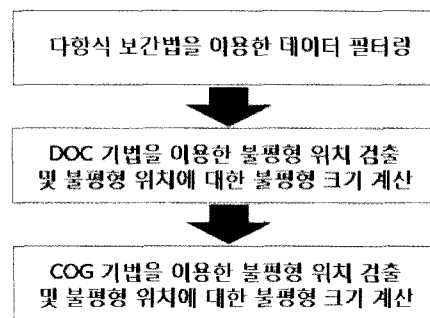 다항식 보간법을 이용한 데이터 필터링
DOC 기법을 이용한 불평형 위치 검출
및 불평형 위치에 대한 불평형 크기 계산
COG 기법을 이용한 불평형 위치 검출
및 불평형 위치에 대한 불평형 크기 계산